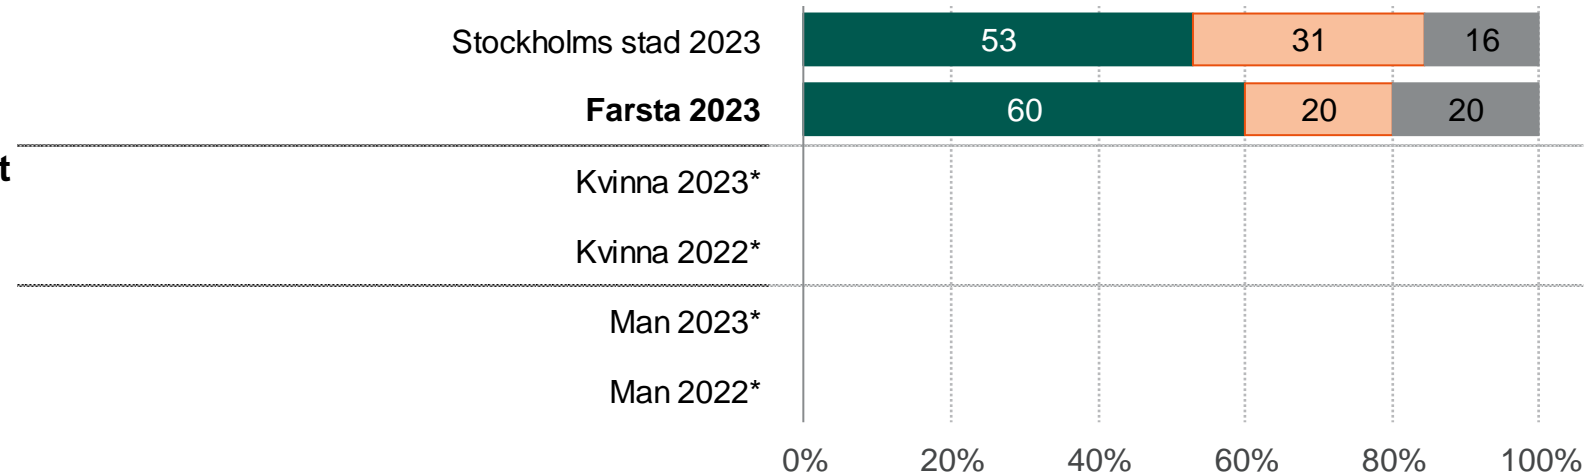 Stockholms stad 2023 53 31 16
Farsta 2023 60 20 20
t
Kvinna 2023*
Kvinna 2022*
Man 2023*
Man 2022*
0% 20% 40% 60% 80% 100%